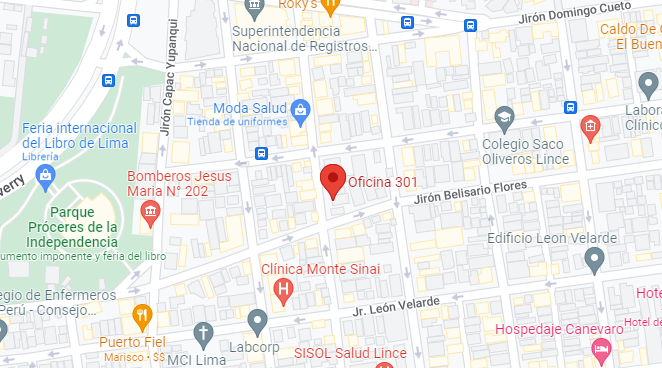 Roky's
Superintendencia
Nacional de Registros...
Jirón Domingo Cueto
Caldo De G
El Buen
Jirón Capac Yupanqui
Moda Salud
Tienda de uniformes
Labora
Clínico
Feria internacional
del Libro de Lima
Librería
Colegio Saco
Oliveros Lince
Bomberos Jesus
Maria N° 202
Oficina 301
Jirón Belisario Flores
verry
Parque
Próceres de la
Independencia
umento imponente y feria del libro
Edificio Leon Velarde
Clínica Monte Sinai
H
egio de Enfermeros
Perú - Consejo...
Jr. León Velarde
Hote
Hotel de
Puerto Fiel
Marisco • $$
MCI Lima
Labcorp
SISOL Salud Lince
Hospedaje Canevaro